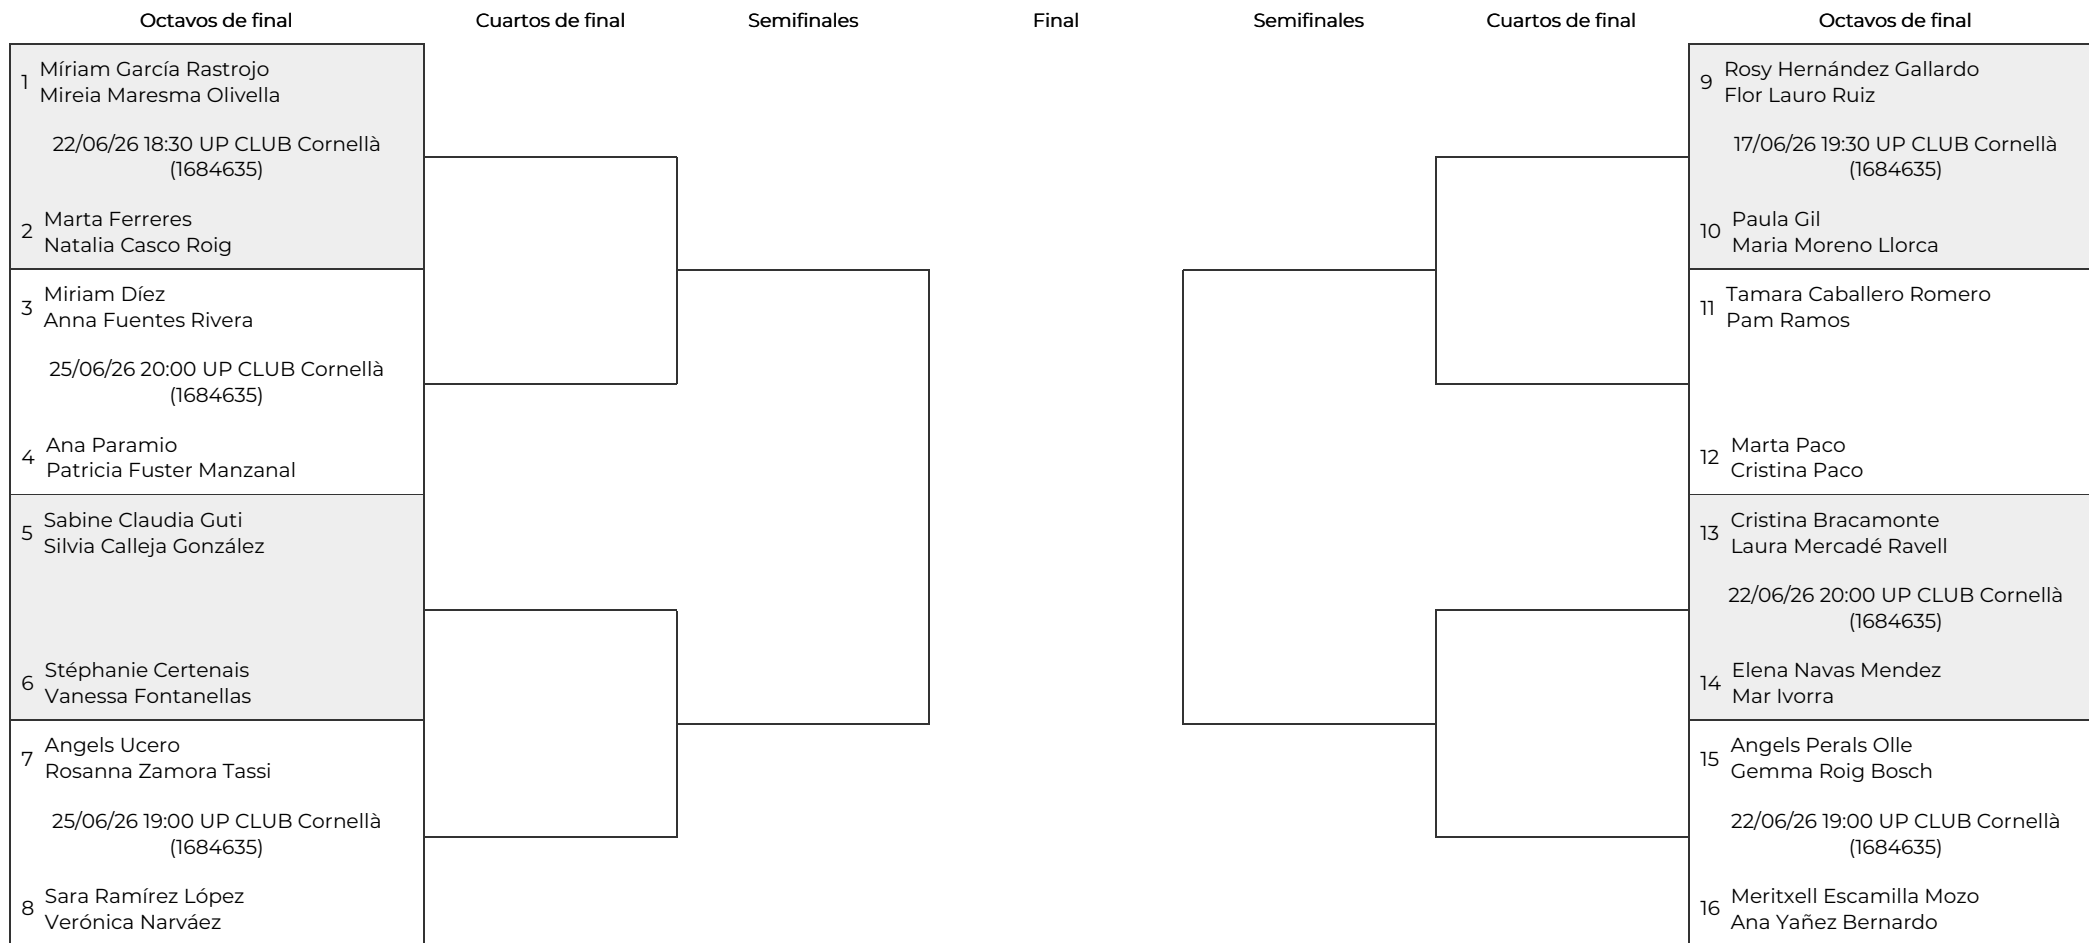 Octavos de final
Cuartos de final
Semifinales
Final
Semifinales
Cuartos de final
Octavos de final
1
Míriam García Rastrojo
Mireia Maresma Olivella
22/06/26 18:30 UP CLUB Cornellà
(1684635)
2
Marta Ferreres
Natalia Casco Roig
3
Miriam Díez
Anna Fuentes Rivera
25/06/26 20:00 UP CLUB Cornellà
(1684635)
4
Ana Paramio
Patricia Fuster Manzanal
5
Sabine Claudia Guti
Silvia Calleja González
6
Stéphanie Certenais
Vanessa Fontanellas
7
Angels Ucero
Rosanna Zamora Tassi
25/06/26 19:00 UP CLUB Cornellà
(1684635)
8
Sara Ramírez López
Verónica Narváez
9
Rosy Hernández Gallardo
Flor Lauro Ruiz
17/06/26 19:30 UP CLUB Cornellà
(1684635)
10
Paula Gil
Maria Moreno Llorca
11
Tamara Caballero Romero
Pam Ramos
12
Marta Paco
Cristina Paco
13
Cristina Bracamonte
Laura Mercadé Ravell
22/06/26 20:00 UP CLUB Cornellà
(1684635)
14
Elena Navas Mendez
Mar Ivorra
15
Angels Perals Olle
Gemma Roig Bosch
22/06/26 19:00 UP CLUB Cornellà
(1684635)
16
Meritxell Escamilla Mozo
Ana Yañez Bernardo